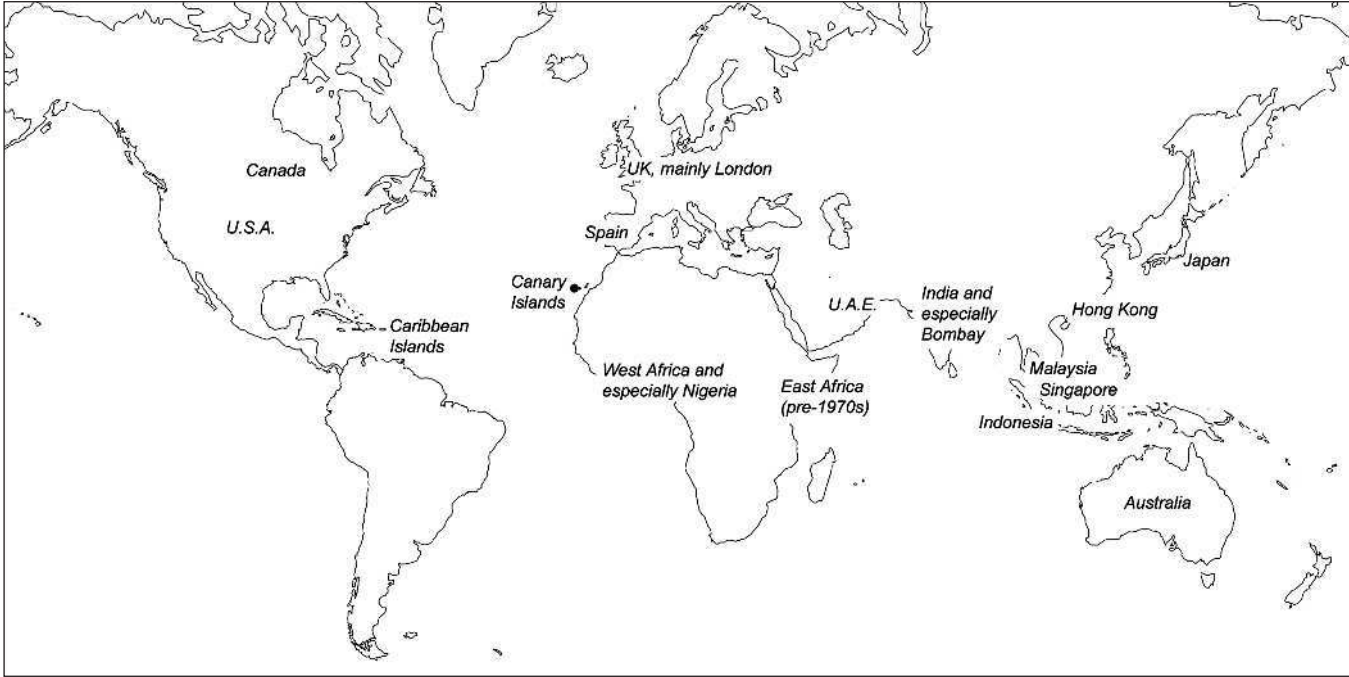 Canada
U.S.A.
UK, mainly London
Spain
Canary
Islands
Caribbean
Islands
West Africa and
especially Nigeria
East Africa
(pre-1970s)
U.A.E.
India and
especially
Bombay
Japan
Hong Kong
Malaysia
Singapore
Indonesia
Australia